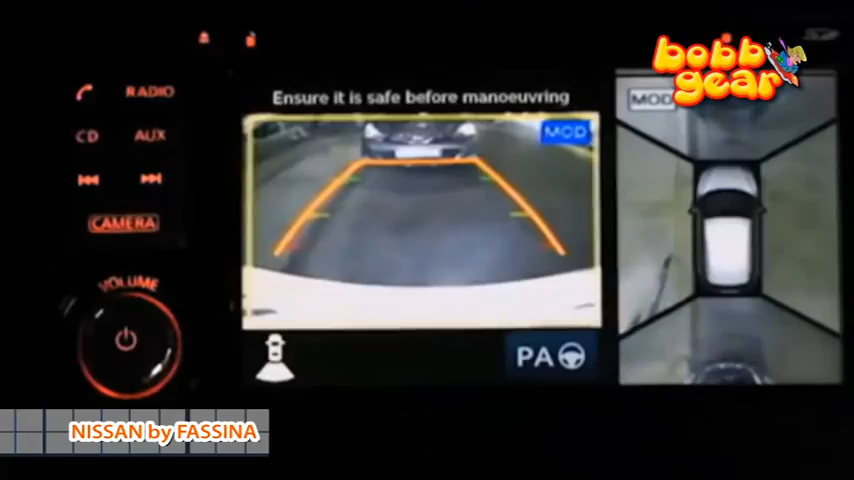 bobb
gear
Ensure it is safe before manoeuvring
RADIO
CD AUX
CAMERA
VOLUME
MOD
MOD
PA
NISSAN by FASSINA